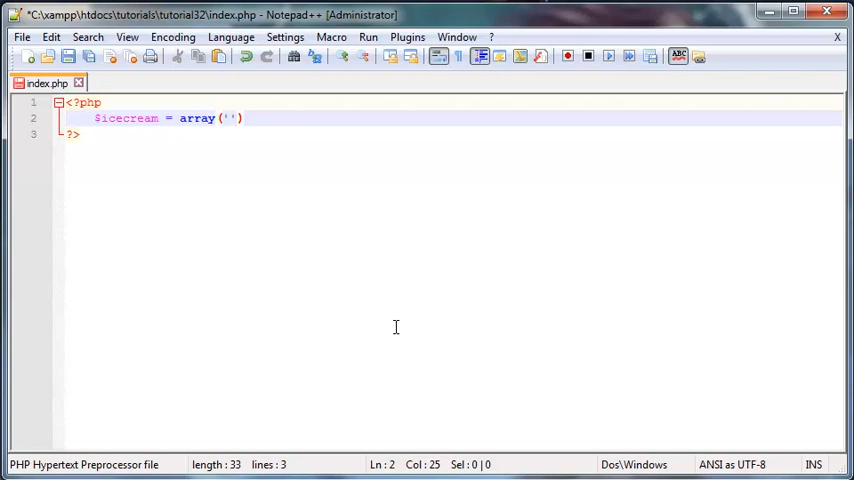 *C:\xampp\htdocs\tutorials\tutorial32\index.php - Notepad++ [Administrator]
File Edit Search View Encoding Language Settings Macro Run Plugins Window ? X
ABC
index.php
1 <?php
2 $icecream = array('')
3 ?>
PHP Hypertext Preprocessor file length : 33 lines : 3 Ln : 2 Col : 25 Sel : 0 | 0 Dos\Windows ANSI as UTF-8 INS